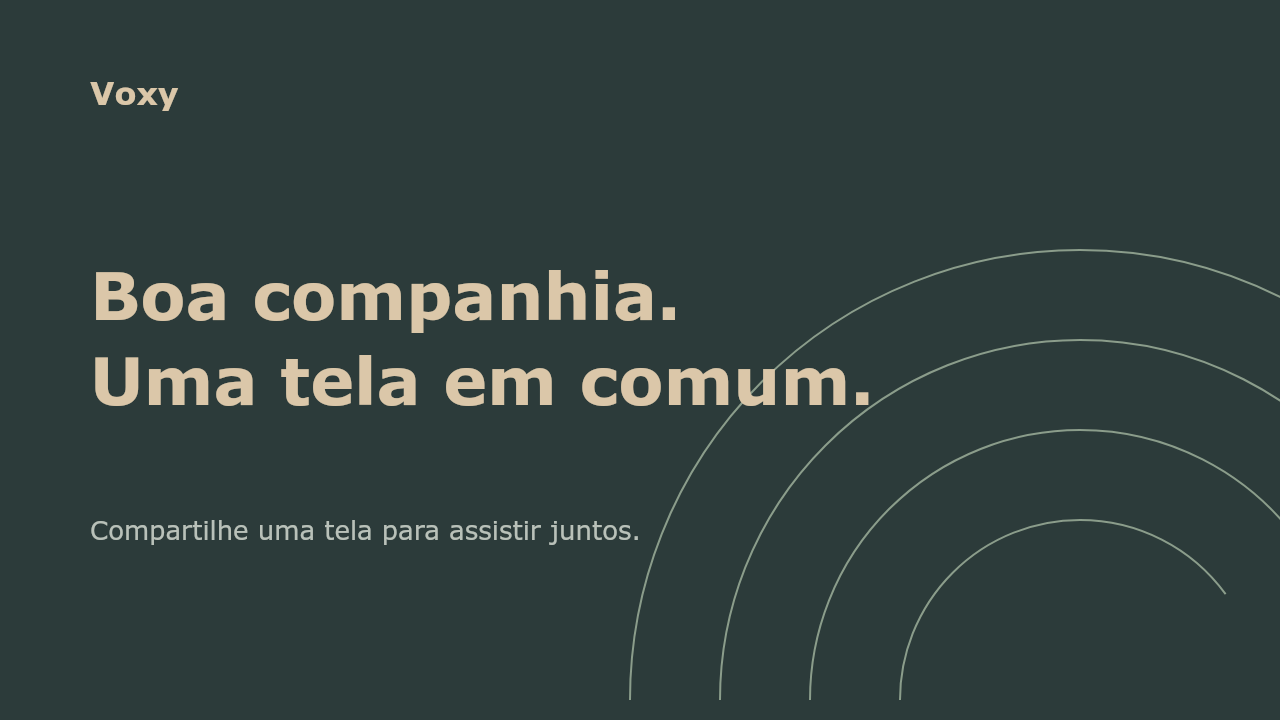 Voxy
Boa companhia.
Uma tela em comum.
Compartilhe uma tela para assistir juntos.